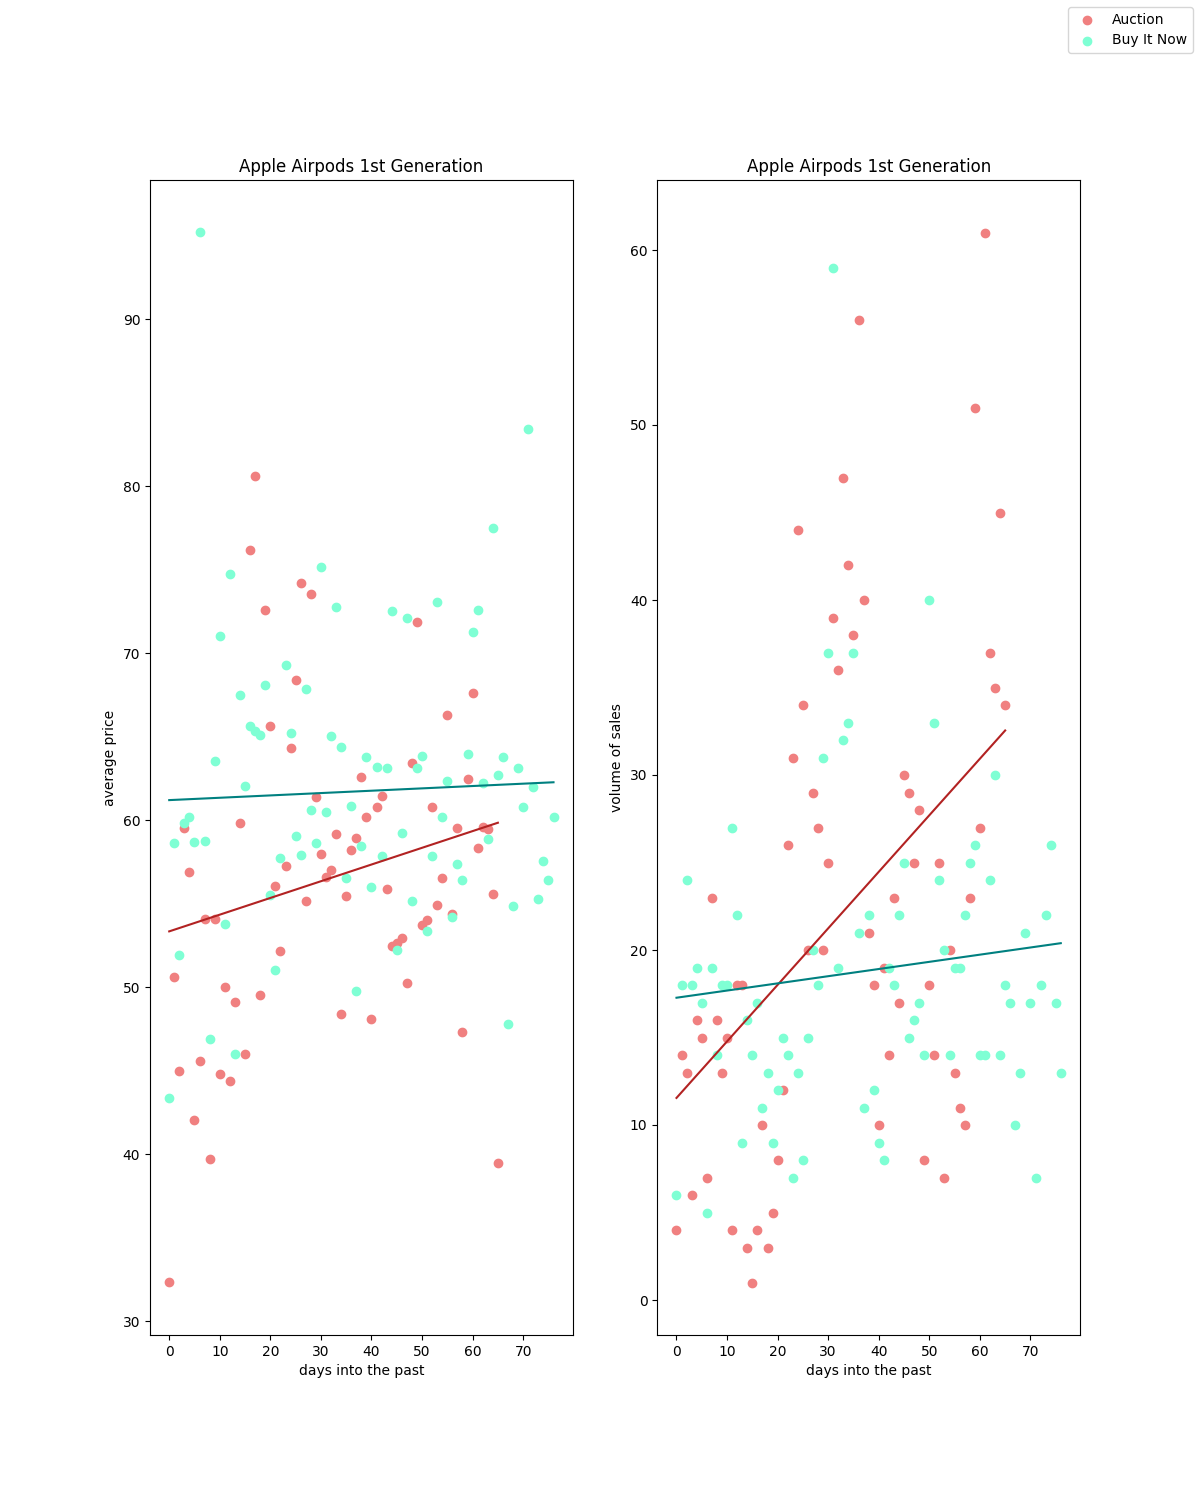 Auction
Buy It Now
Apple Airpods 1st Generation
average price
90
80
70
60
50
40
30
0 10 20 30 40 50 60 70
days into the past
Apple Airpods 1st Generation
volume of sales
60
50
40
30
20
10
0
0 10 20 30 40 50 60 70
days into the past